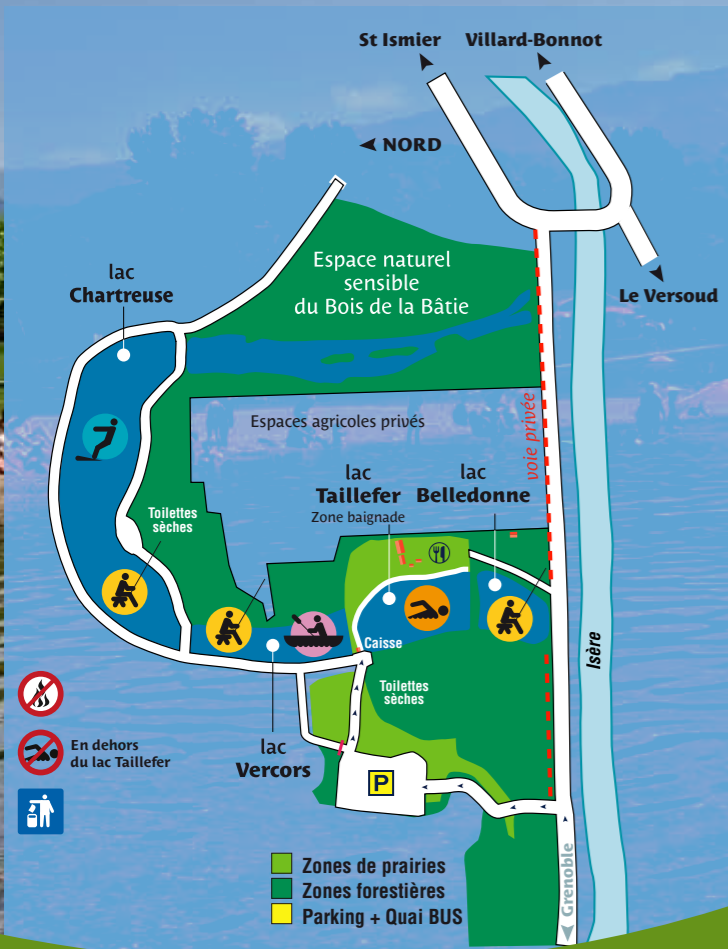 St Ismier
Villard-Bonnot
NORD
Espace naturel
sensible
du Bois de la Bâtie
Le Versoud
lac
Chartreuse
voie privée
Espaces agricoles privés
lac
Taillefer
Zone baignade
lac
Belledonne
Toilettes
sèches
Isère
Caisse
Toilettes
sèches
En dehors
du lac Taillefer
lac
Vercors
P
Zones de prairies
Zones forestières
Parking + Quai BUS
Grenoble